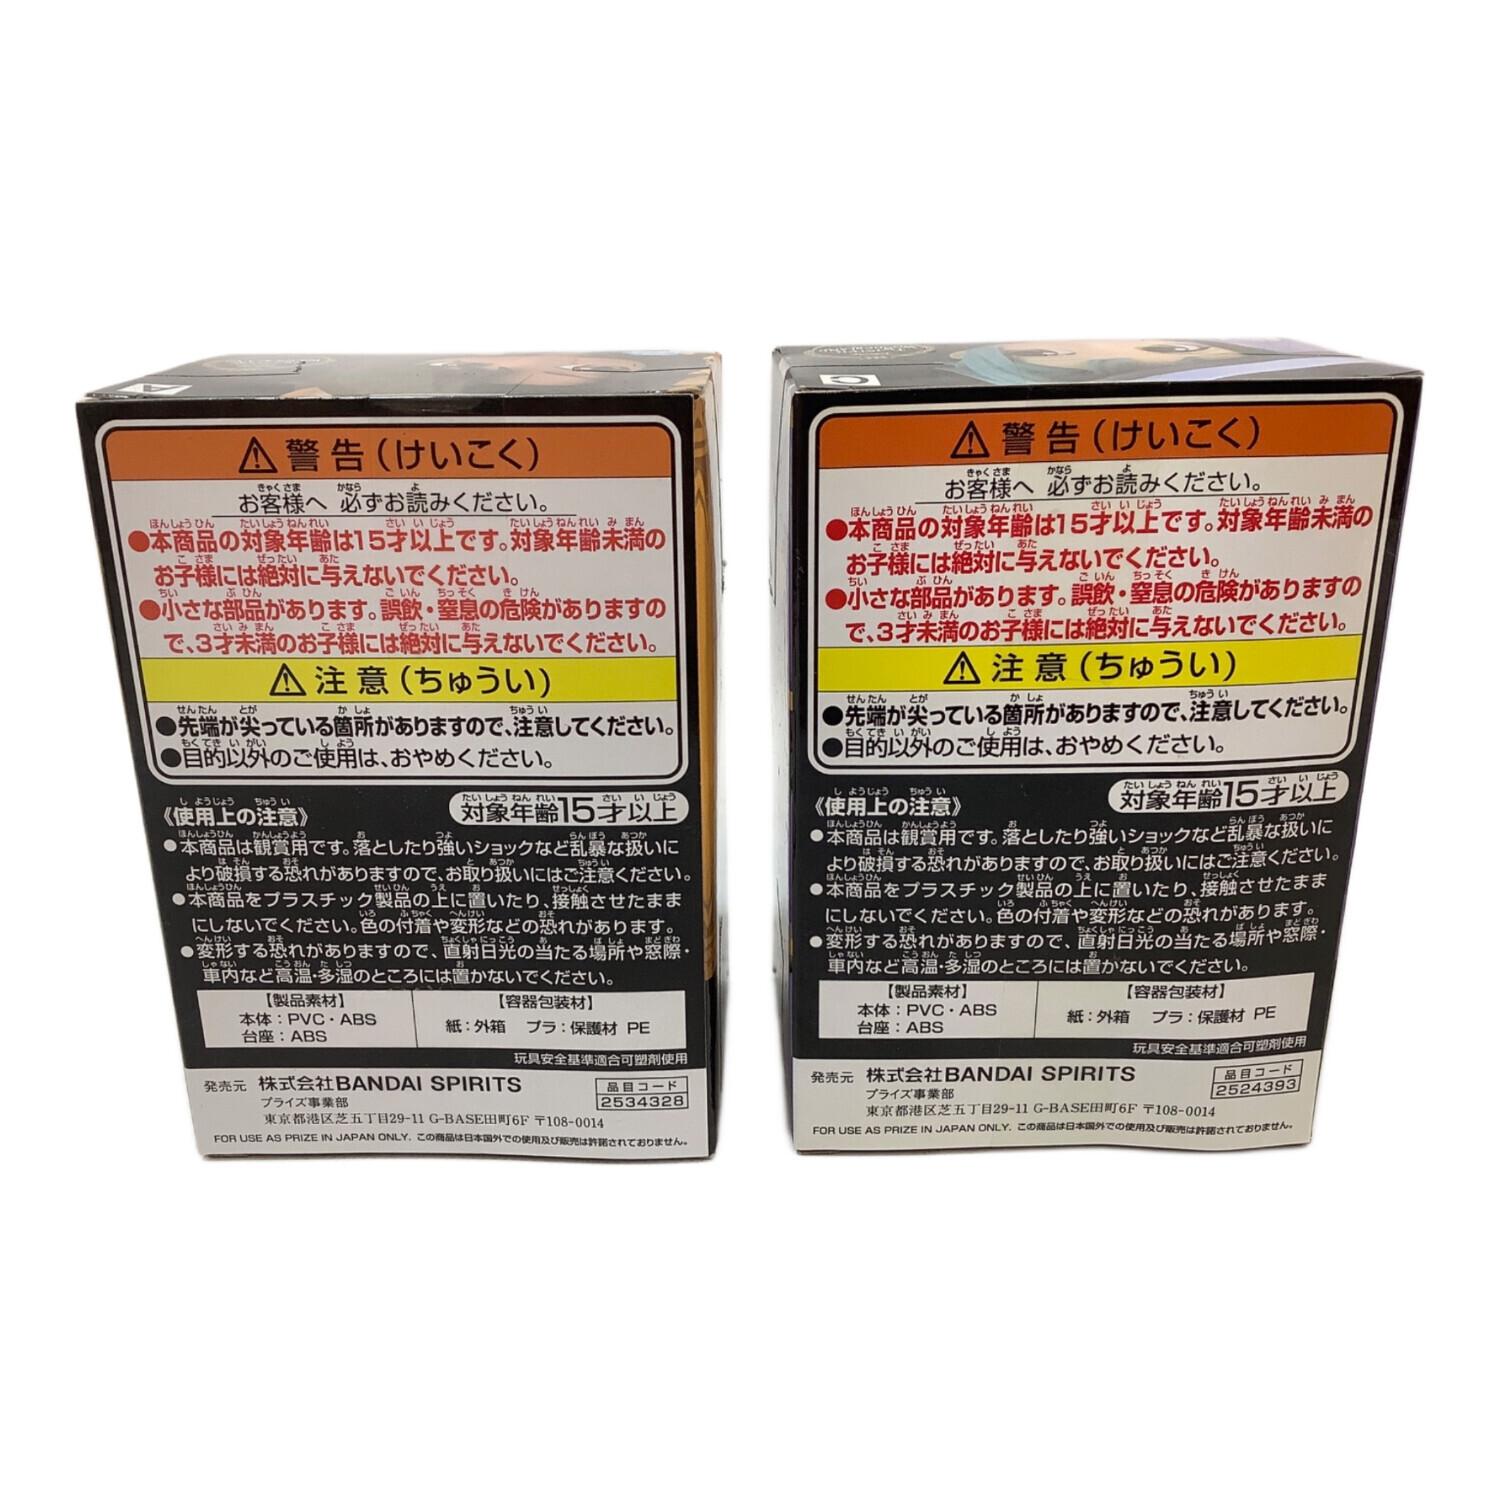 警告(けいこく)
お客様へ 必ずお読みください。
●本商品の対象年齢は15才以上です。対象年齢未満の
お子様には絶対に与えないでください。
●小さな部品があります。誤飲・窒息の危険がありますの
で、3才未満のお子様には絶対に与えないでください。
注意(ちゅうい)
●先端が尖っている箇所がありますので、注意してください。
●目的以外のご使用は、おやめください。
《使用上の注意》 対象年齢15才以上
●本商品は観賞用です。落としたり強いショックなど乱暴な扱いに
より破損する恐れがありますので、お取り扱いにはご注意ください。
●本商品をプラスチック製品の上に置いたり、接触させたまま
にしないでください。色の付着や変形などの恐れがあります。
●変形する恐れがありますので、直射日光の当たる場所や窓際・
車内など高温・多湿のところには置かないでください。
【製品素材】 【容器包装材】
本体:PVC・ABS
台座:ABS
紙:外箱 プラ:保護材 PE
玩具安全基準適合可塑剤使用
発売元 株式会社BANDAI SPIRITS
プライズ事業部
品目コード
2534328
東京都港区芝五丁目29-11 G-BASE田町6F 〒108-0014
FOR USE AS PRIZE IN JAPAN ONLY. この商品は日本国外での使用及び販売は許諾されておりません。
警告(けいこく)
お客様へ 必ずお読みください。
●本商品の対象年齢は15才以上です。対象年齢未満の
お子様には絶対に与えないでください。
●小さな部品があります。誤飲・窒息の危険がありますの
で、3才未満のお子様には絶対に与えないでください。
注意(ちゅうい)
●先端が尖っている箇所がありますので、注意してください。
●目的以外のご使用は、おやめください。
《使用上の注意》 対象年齢15才以上
●本商品は観賞用です。落としたり強いショックなど乱暴な扱いに
より破損する恐れがありますので、お取り扱いにはご注意ください。
●本商品をプラスチック製品の上に置いたり、接触させたまま
にしないでください。色の付着や変形などの恐れがあります。
●変形する恐れがありますので、直射日光の当たる場所や窓際・
車内など高温・多湿のところには置かないでください。
【製品素材】 【容器包装材】
本体:PVC・ABS
台座:ABS
紙:外箱 プラ:保護材 PE
玩具安全基準適合可塑剤使用
発売元 株式会社BANDAI SPIRITS
プライズ事業部
品目コード
2524393
東京都港区芝五丁目29-11 G-BASE田町6F 〒108-0014
FOR USE AS PRIZE IN JAPAN ONLY. この商品は日本国外での使用及び販売は許諾されておりません。